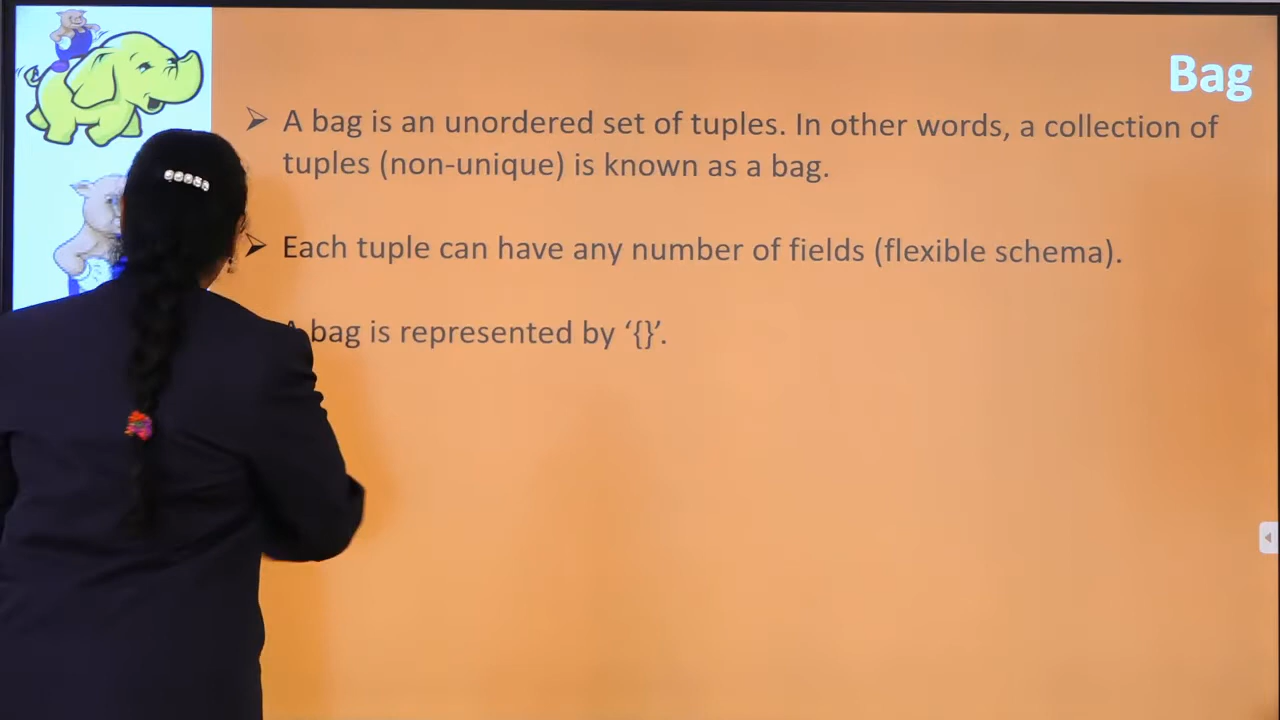 Bag
➢ A bag is an unordered set of tuples. In other words, a collection of
tuples (non-unique) is known as a bag.
➢ Each tuple can have any number of fields (flexible schema).
A bag is represented by ‘{}’.